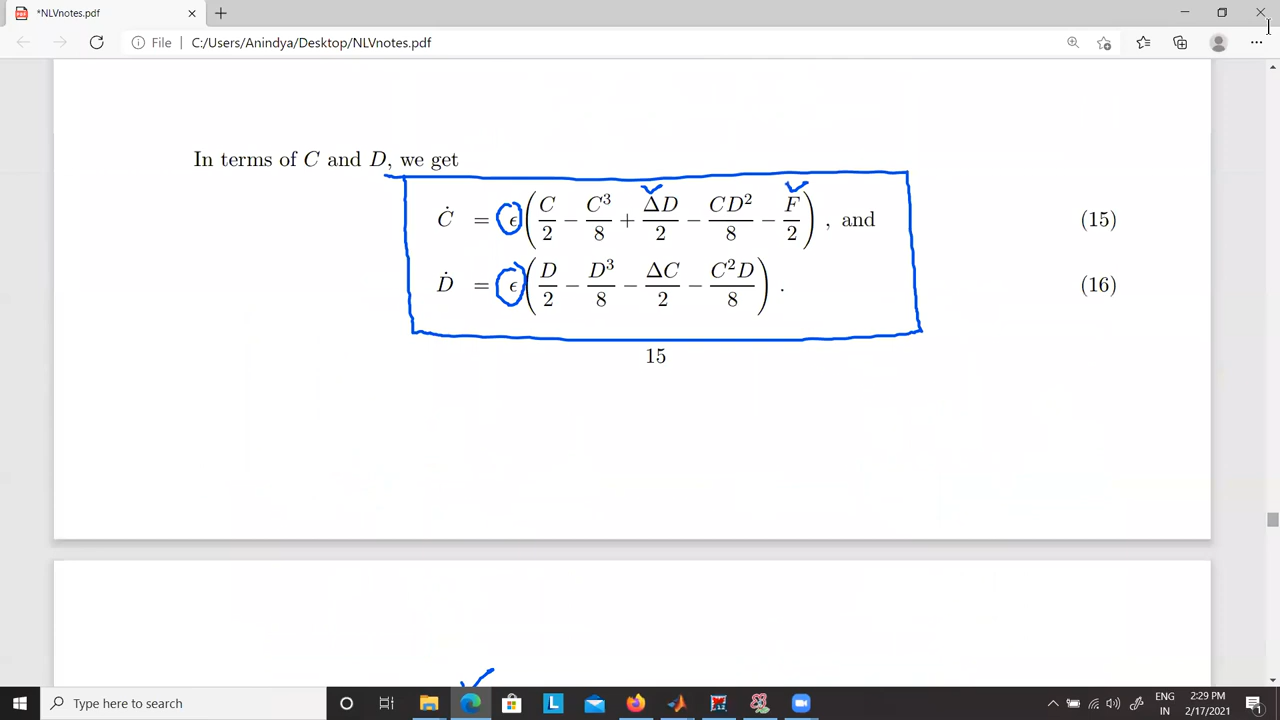 *NLVnotes.pdf
File | C:/Users/Anindya/Desktop/NLVnotes.pdf
In terms of C and D, we get
Ċ = ϵ(C/2 − C³/8 + ΔD/2 − CD²/8 − F/2) , and (15)
Ḋ = ϵ(D/2 − D³/8 − ΔC/2 − C²D/8) . (16)
15
Type here to search
ENG
IN
2:29 PM
2/17/2021